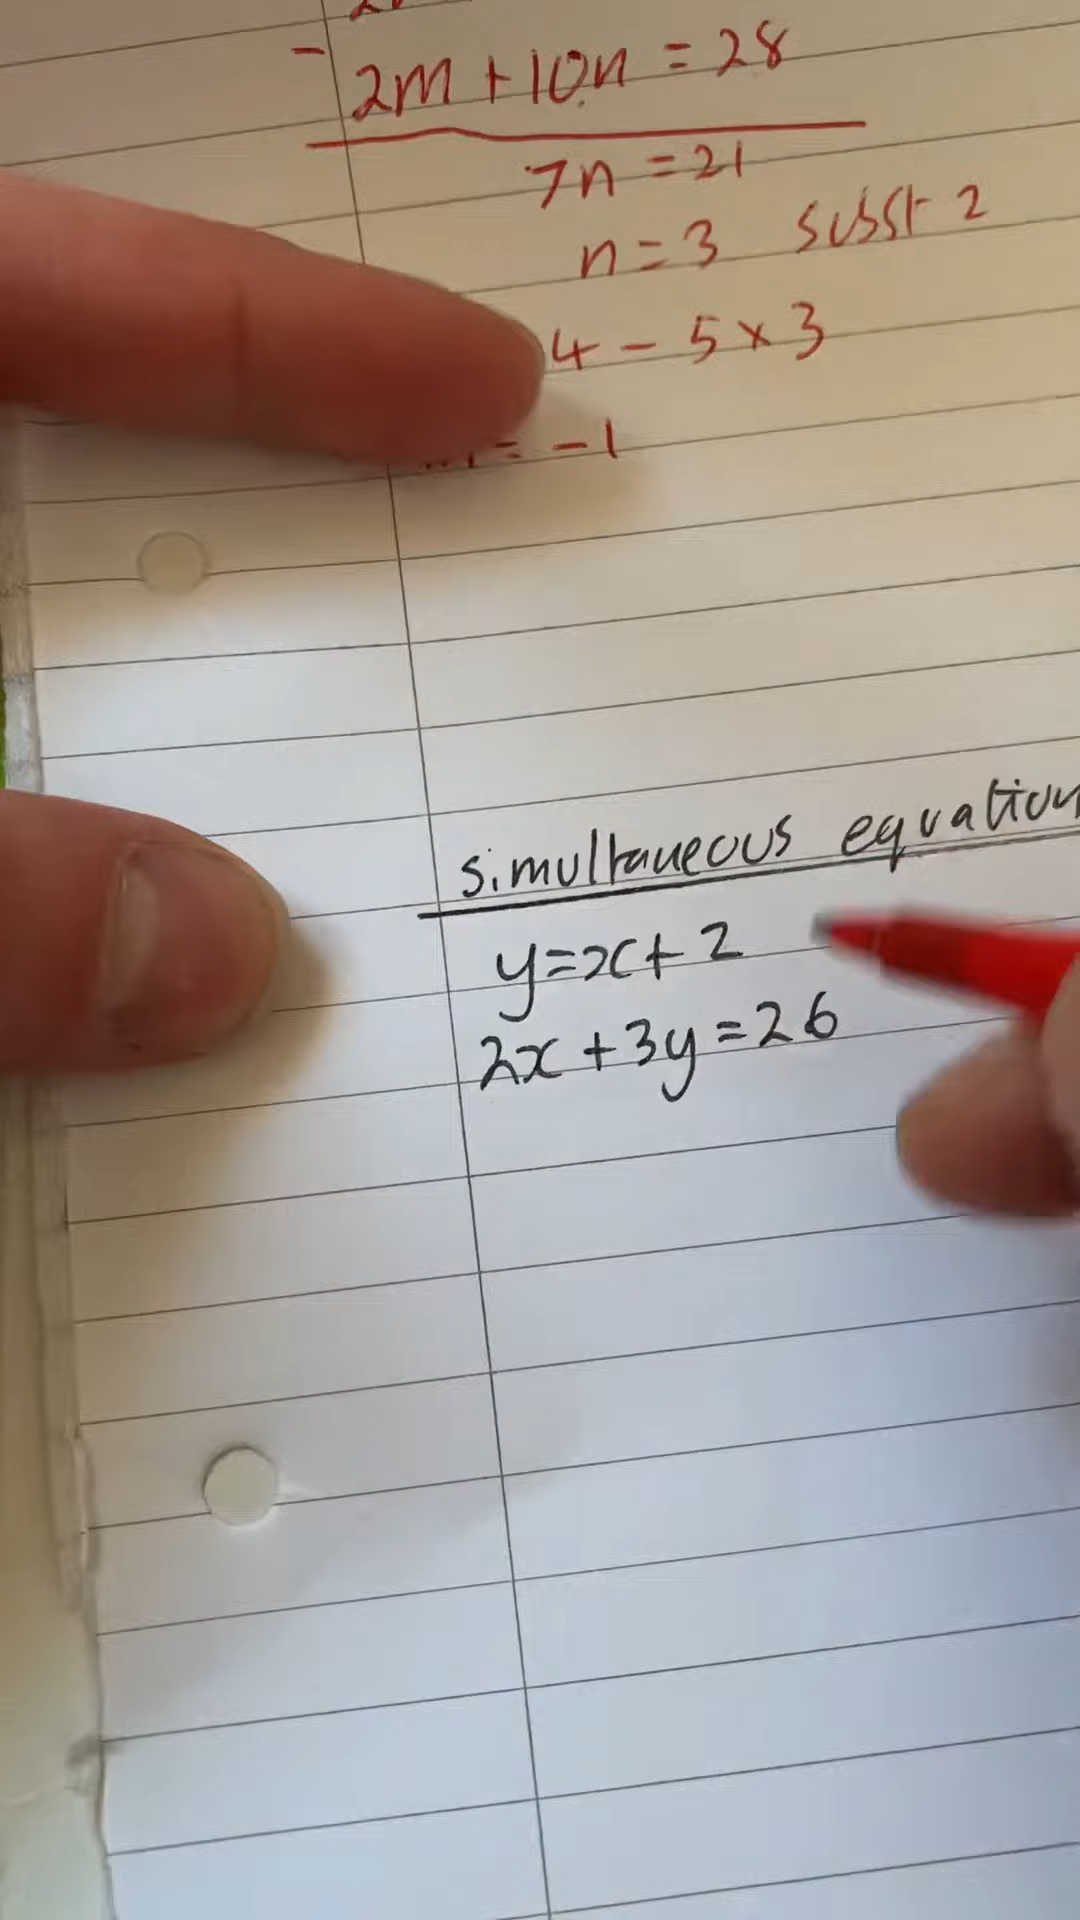 -
2m + 10n = 28
7n = 21
n = 3 subst 2
4 - 5 x 3
= -1
simultaneous equation
y = x + 2
2x + 3y = 26